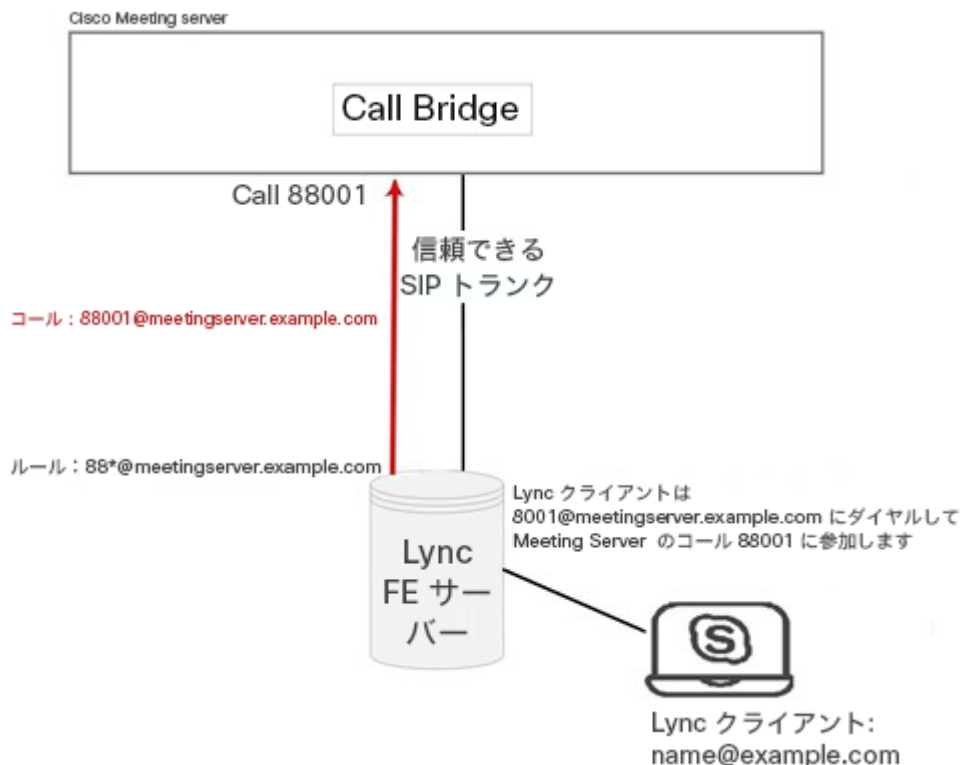 Cisco Meeting server
Call Bridge
Call 88001
信頼できる
SIP トランク
コール：88001@meetingserver.example.com
ルール：88*@meetingserver.example.com
Lync クライアントは
8001@meetingserver.example.com にダイヤルして
Meeting Server のコール 88001 に参加します
Lync
FE サー
バー
S
Lync クライアント:
name@example.com